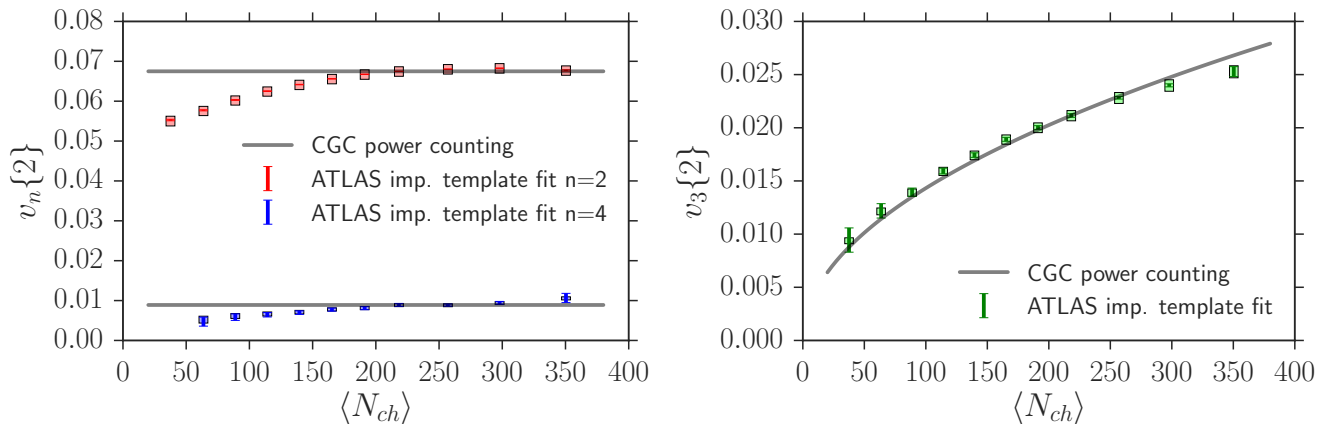 0.08
0.07
0.06
0.05
0.04
0.03
0.02
0.01
0.00
v_n{2}
CGC power counting
ATLAS imp. template fit n=2
ATLAS imp. template fit n=4
0 50 100 150 200 250 300 350 400
⟨N_ch⟩
0.030
0.025
0.020
0.015
0.010
0.005
0.000
v_3{2}
CGC power counting
ATLAS imp. template fit
0 50 100 150 200 250 300 350 400
⟨N_ch⟩